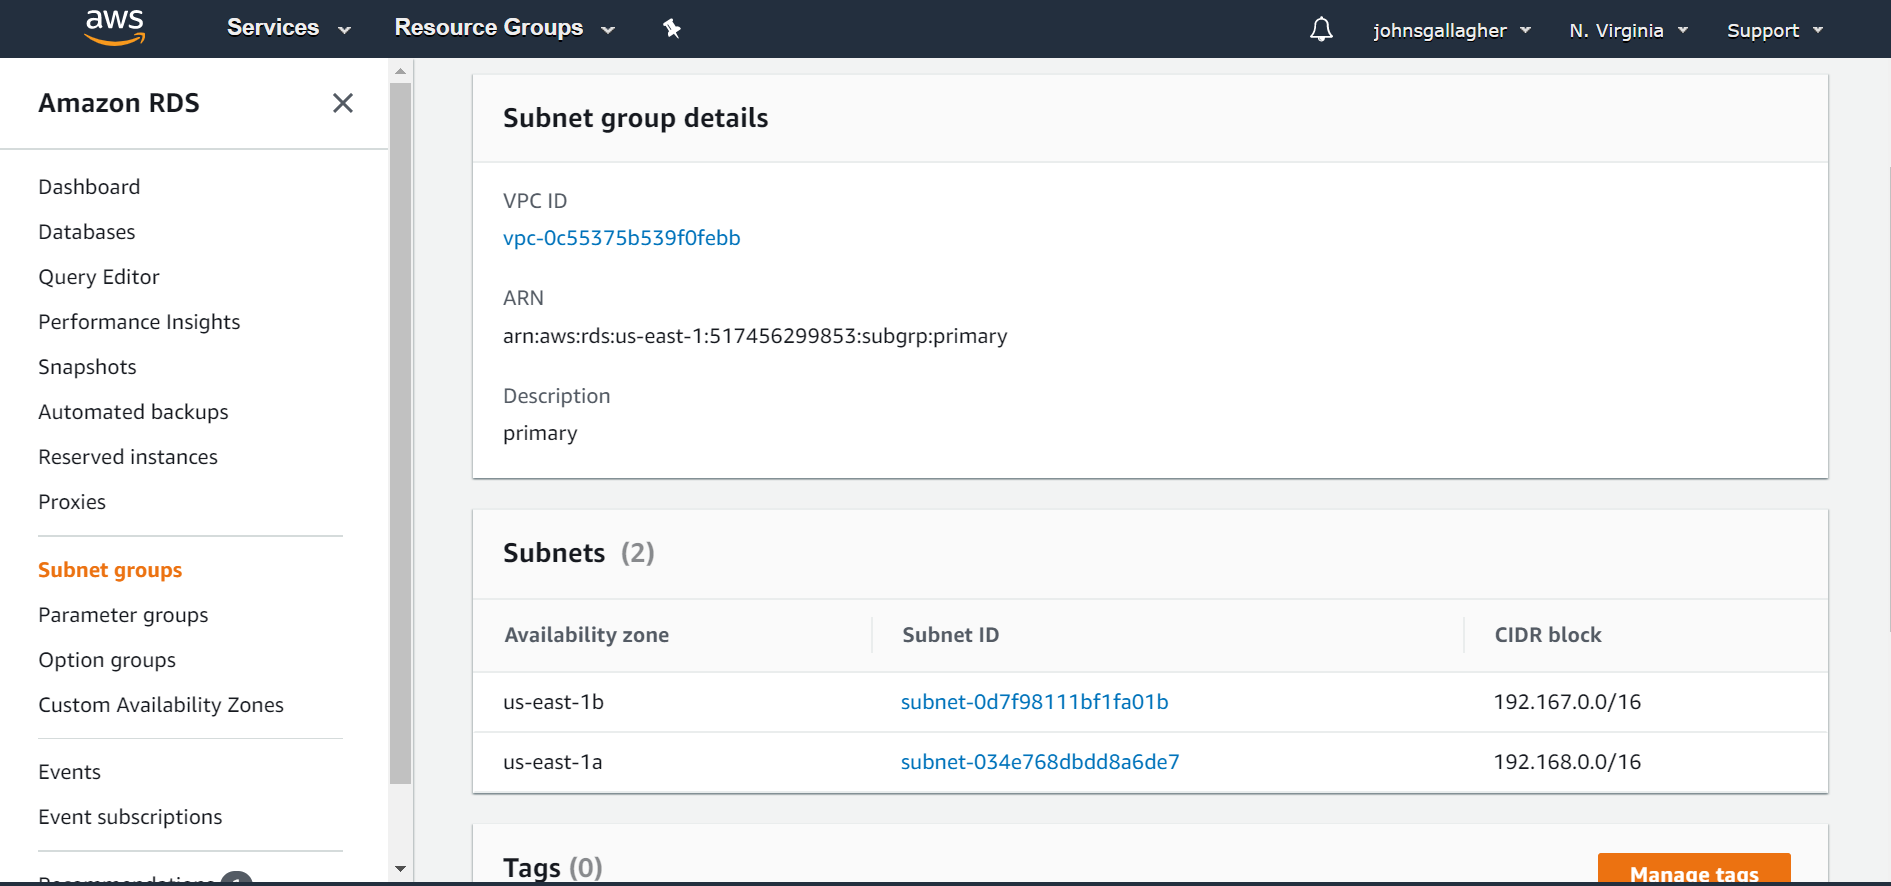 aws Services Resource Groups johnsgallagher N. Virginia Support
Amazon RDS
Dashboard
Databases
Query Editor
Performance Insights
Snapshots
Automated backups
Reserved instances
Proxies
Subnet groups
Parameter groups
Option groups
Custom Availability Zones
Events
Event subscriptions
Recommendations 1
Subnet group details
VPC ID
vpc-0c55375b539f0febb
ARN
arn:aws:rds:us-east-1:517456299853:subgrp:primary
Description
primary
Subnets (2)
Availability zone Subnet ID CIDR block
us-east-1b subnet-0d7f98111bf1fa01b 192.167.0.0/16
us-east-1a subnet-034e768dbdd8a6de7 192.168.0.0/16
Tags (0)
Manage tags